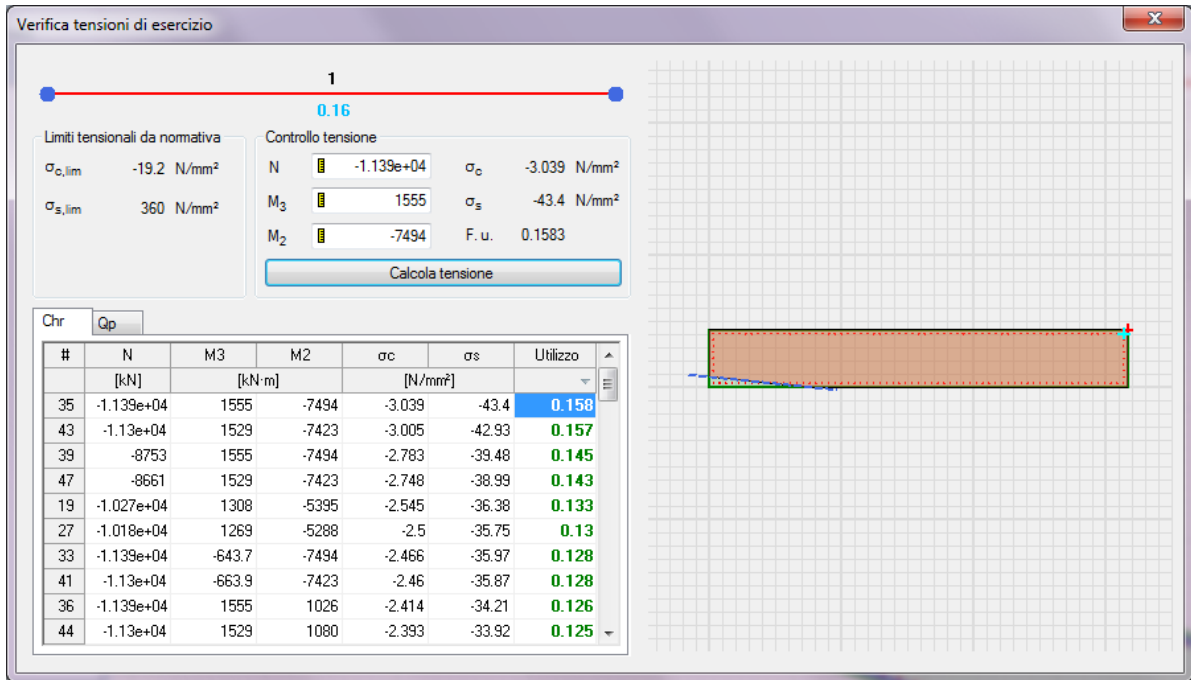 Verifica tensioni di esercizio
1
0.16
Limiti tensionali da normativa
σc,lim -19.2 N/mm²
σs,lim 360 N/mm²
Controllo tensione
N -1.139e+04 σc -3.039 N/mm²
M3 1555 σs -43.4 N/mm²
M2 -7494 F. u. 0.1583
Calcola tensione
Chr Qp
# N M3 M2 σc σs Utilizzo
[kN] [kN·m] [N/mm²]
35 -1.139e+04 1555 -7494 -3.039 -43.4 0.158
43 -1.13e+04 1529 -7423 -3.005 -42.93 0.157
39 -8753 1555 -7494 -2.783 -39.48 0.145
47 -8661 1529 -7423 -2.748 -38.99 0.143
19 -1.027e+04 1308 -5395 -2.545 -36.38 0.133
27 -1.018e+04 1269 -5288 -2.5 -35.75 0.13
33 -1.139e+04 -643.7 -7494 -2.466 -35.97 0.128
41 -1.13e+04 -663.9 -7423 -2.46 -35.87 0.128
36 -1.139e+04 1555 1026 -2.414 -34.21 0.126
44 -1.13e+04 1529 1080 -2.393 -33.92 0.125